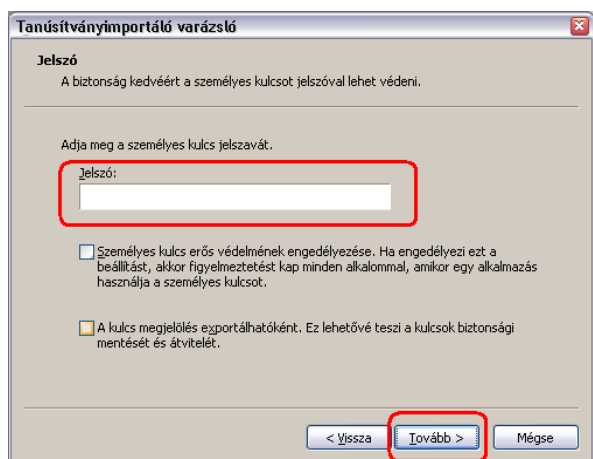 Tanúsítványimportáló varázsló
Jelszó
A biztonság kedvéért a személyes kulcsot jelszóval lehet védeni.
Adja meg a személyes kulcs jelszavát.
Jelszó:
Személyes kulcs erős védelmének engedélyezése. Ha engedélyezi ezt a
beállítást, akkor figyelmeztetést kap minden alkalommal, amikor egy alkalmazás
használja a személyes kulcsot.
A kulcs megjelölés exportálhatóként. Ez lehetővé teszi a kulcsok biztonsági
mentését és átvitelét.
< Vissza
Tovább >
Mégse